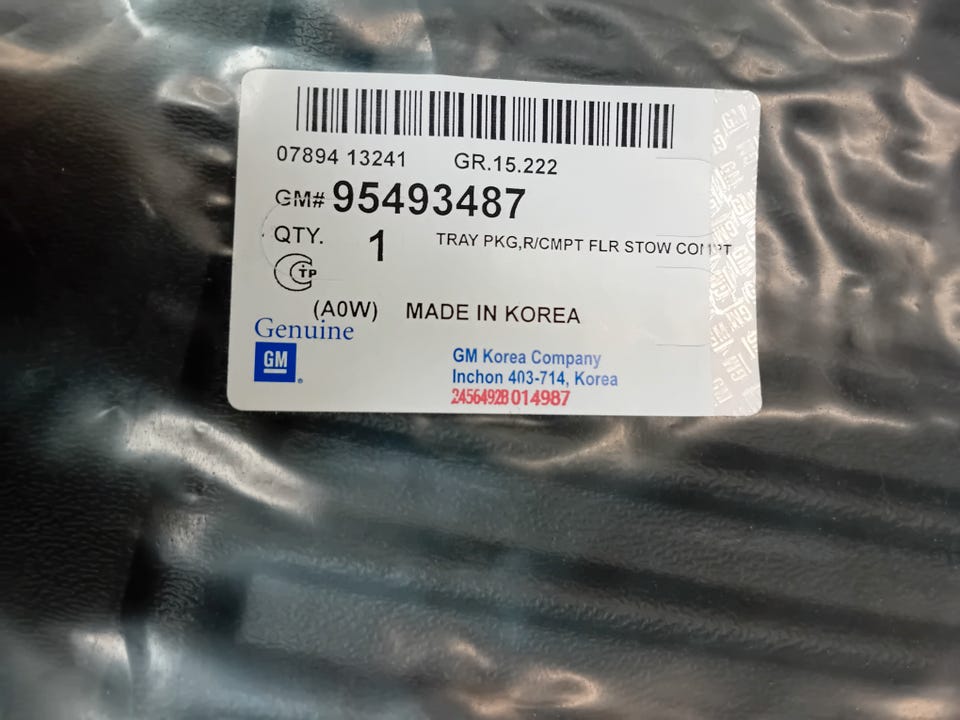 07894 13241 GR.15.222
GM# 95493487
QTY. 1 TRAY PKG,R/CMPT FLR STOW COMPT
TP
(A0W) MADE IN KOREA
Genuine
GM
GM Korea Company
Inchon 403-714, Korea
2456492B 014987